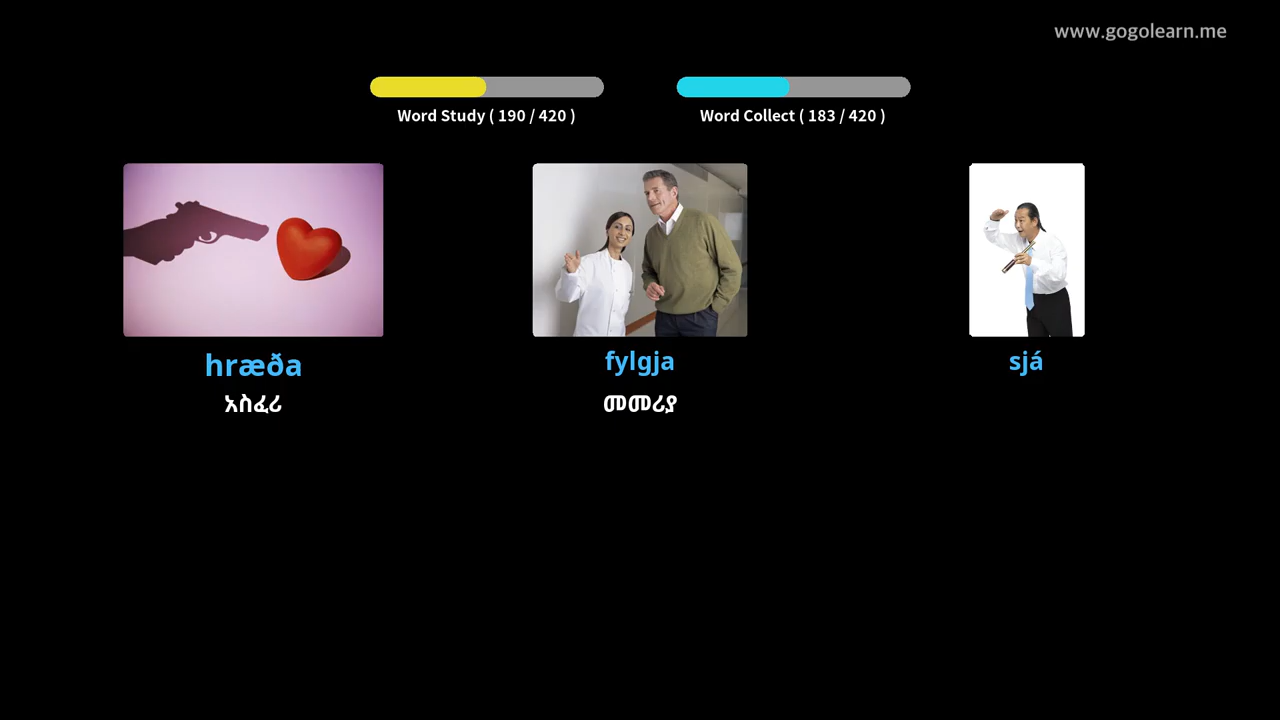 www.gogolearn.me
Word Study ( 190 / 420 )
Word Collect ( 183 / 420 )
hræða
አስፈሪ
fylgja
መመሪያ
sjá